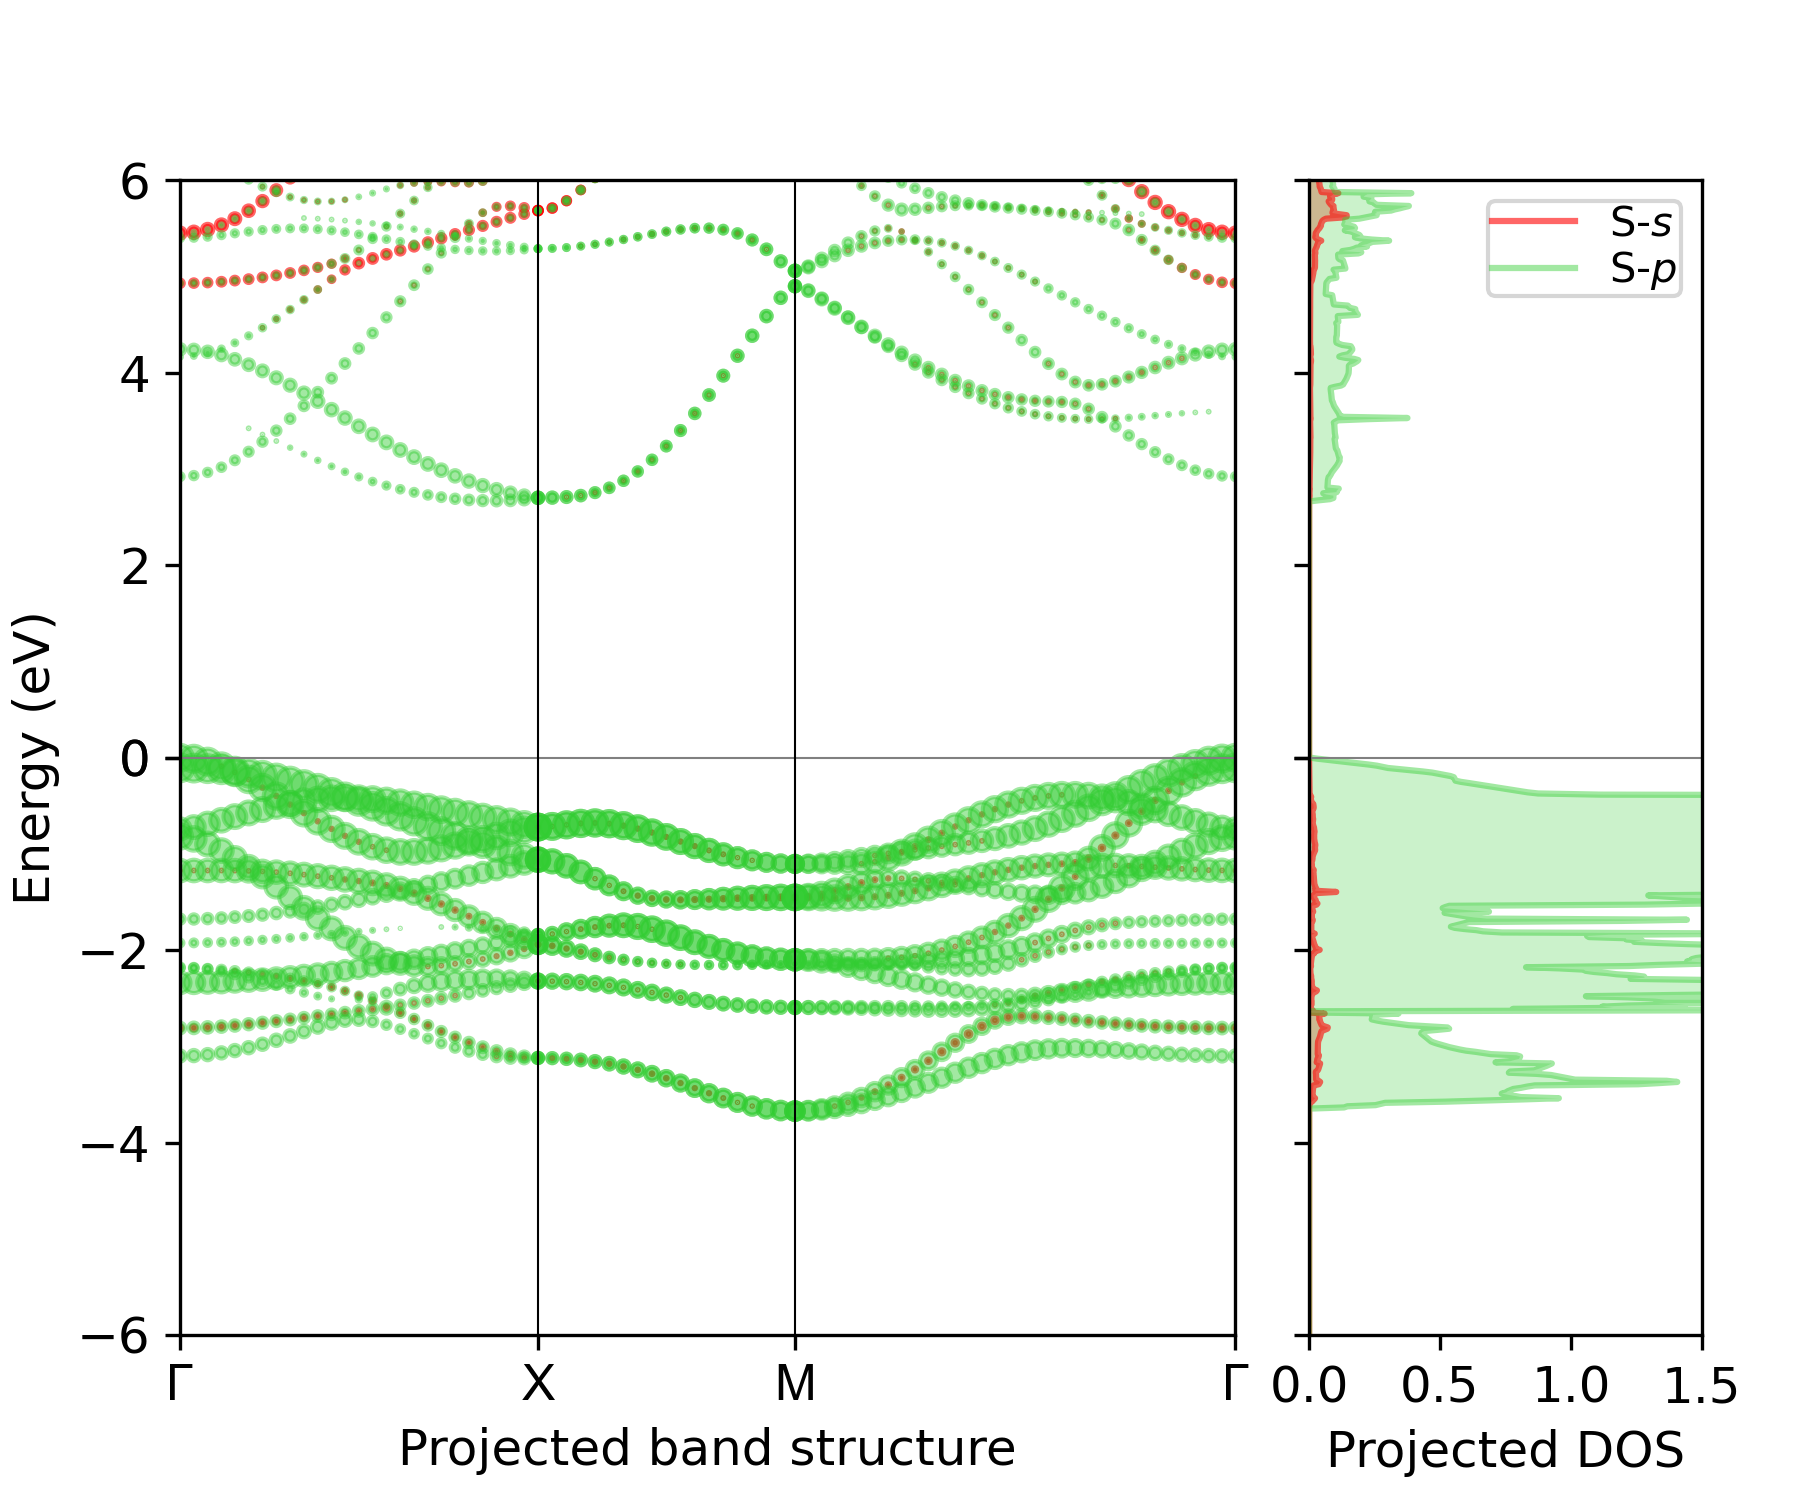 6
4
2
0
−2
−4
−6
Energy (eV)
Γ
X
M
Γ
Projected band structure
S-s
S-p
0.0
0.5
1.0
1.5
Projected DOS